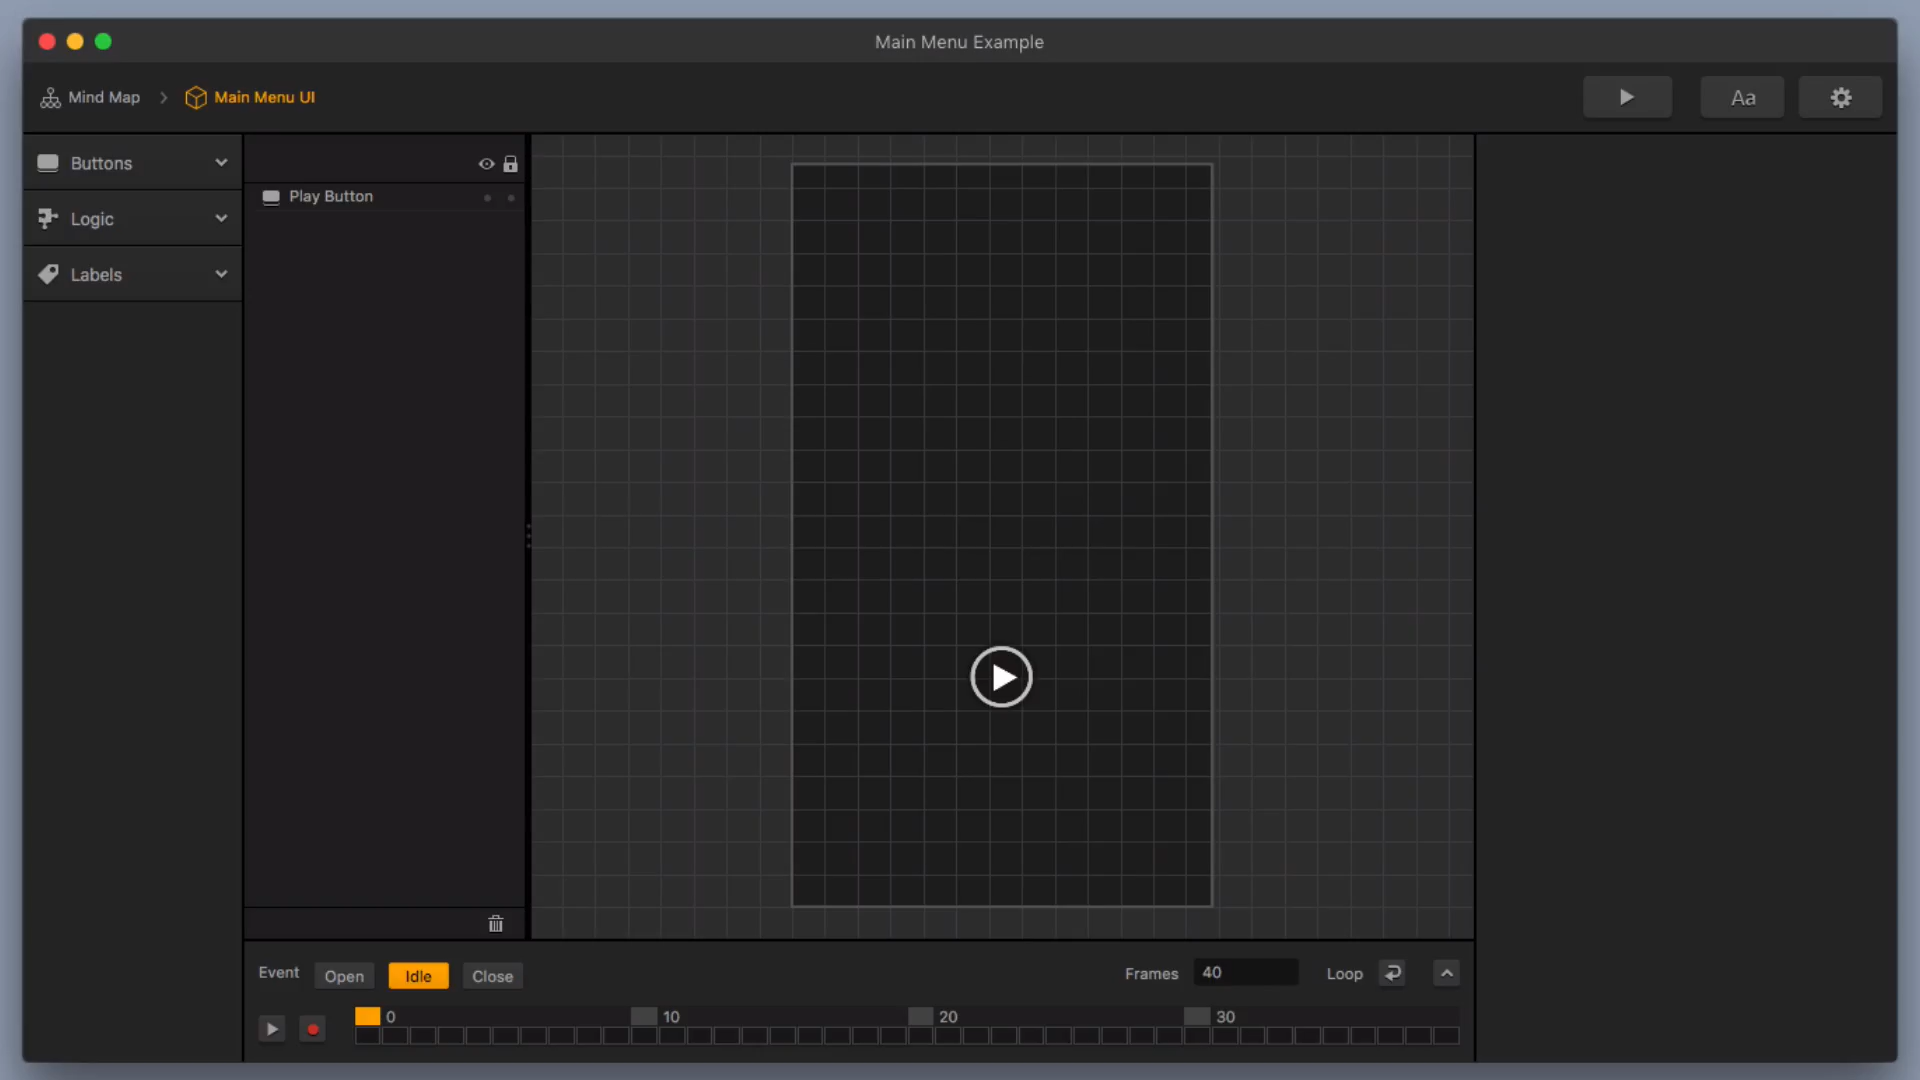 Main Menu Example
Mind Map
Main Menu UI
Aa
Buttons
Logic
Labels
Play Button
Event
Open
Idle
Close
Frames
40
Loop
0
10
20
30